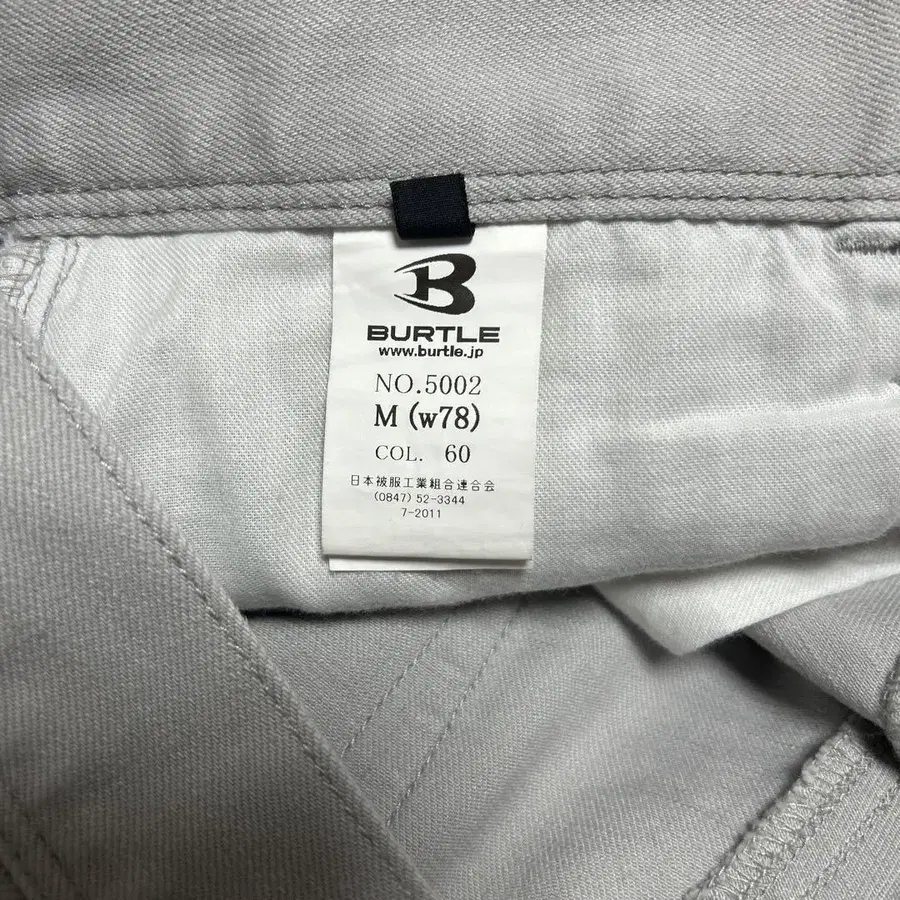 B
BURTLE
www.burtle.jp
NO.5002
M (w78)
COL. 60
日本被服工業組合連合会
(0847) 52-3344
7-2011